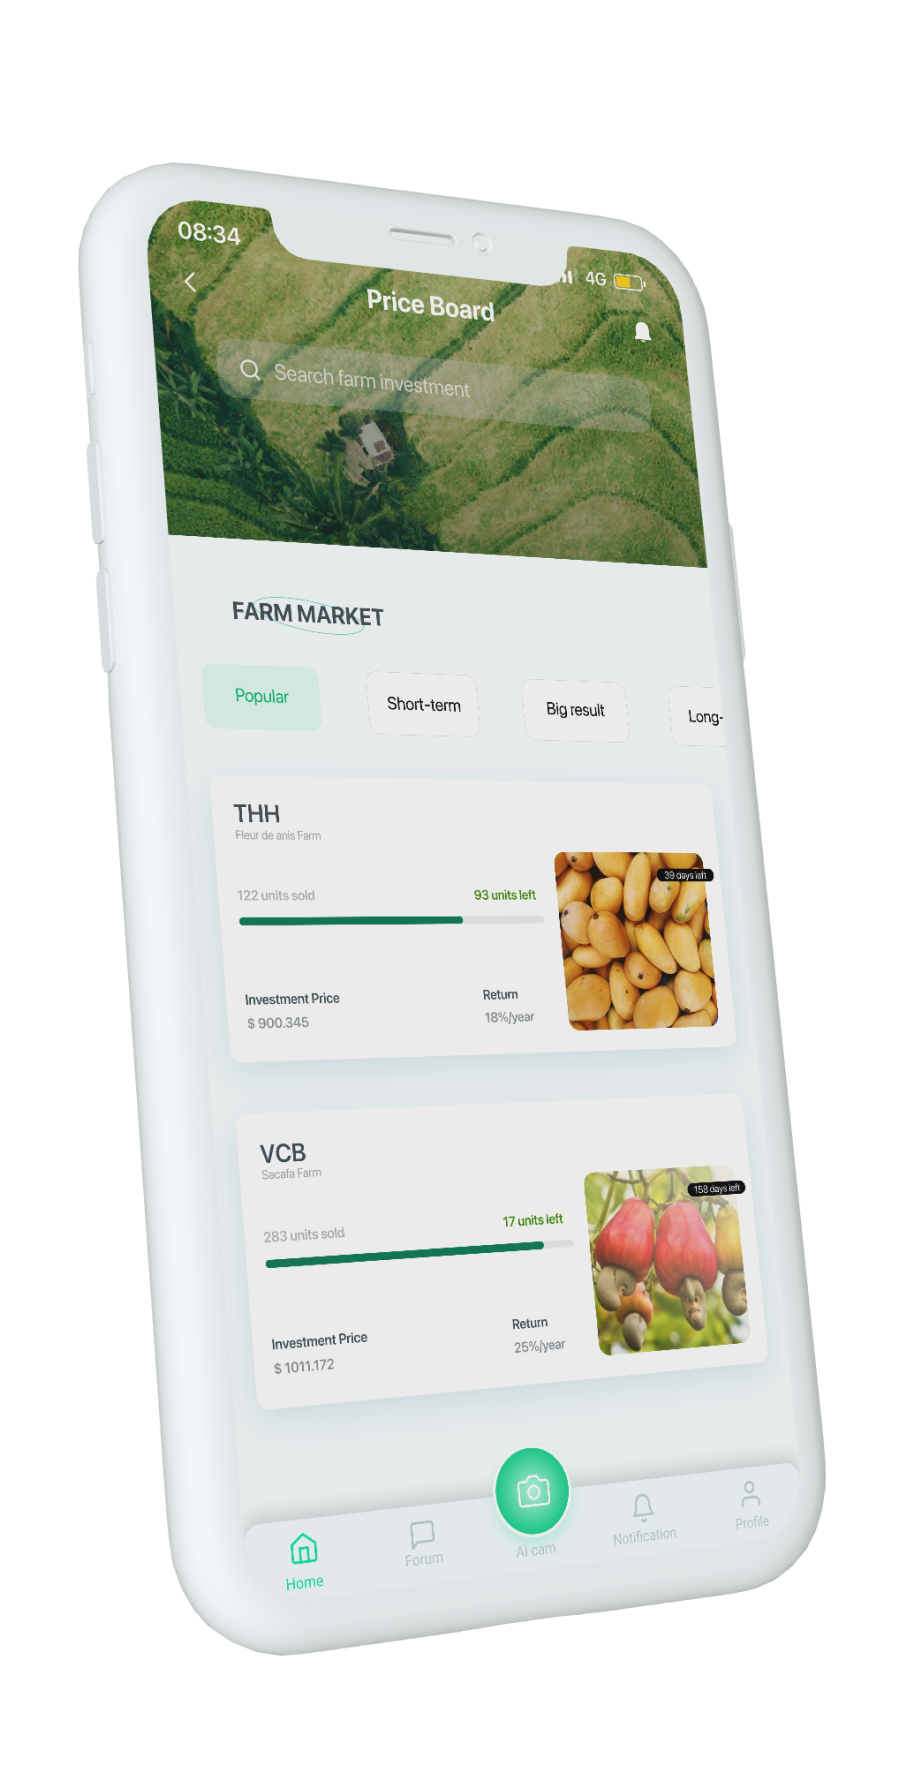 08:34
4G
Price Board
Search farm investment
FARM MARKET
Popular
Short-term
Big result
Long-
THH
Fleur de anis Farm
39 days left
122 units sold
93 units left
Investment Price
Return
$ 900.345
18%/year
VCB
Sacafa Farm
158 days left
283 units sold
17 units left
Investment Price
Return
$ 1011.172
25%/year
Home
Forum
Ai cam
Notification
Profile